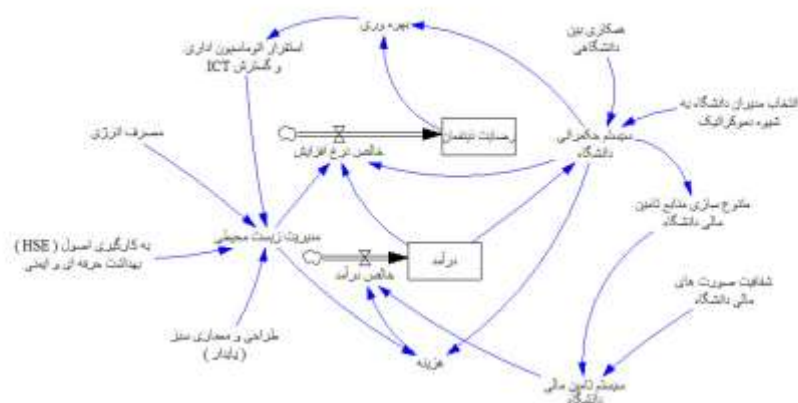 بهره وری
استقرار اتوماسیون اداری
و گسترش ICT
همکاری بین
دانشگاهی
انتخاب مدیران دانشگاه به
شیوه دموکراتیک
رضایت ذینفعان
خالص نرخ افزایش
سیستم حکمرانی
دانشگاه
مصرف انرژی
متنوع سازی منابع تامین
مالی دانشگاه
مدیریت زیست محیطی
به کارگیری اصول ( HSE )
بهداشت حرفه ای و ایمنی
درآمد
خالص درآمد
شفافیت صورت های
مالی دانشگاه
طراحی و معماری سبز
( پایدار )
هزینه
سیستم تامین مالی
دانشگاه